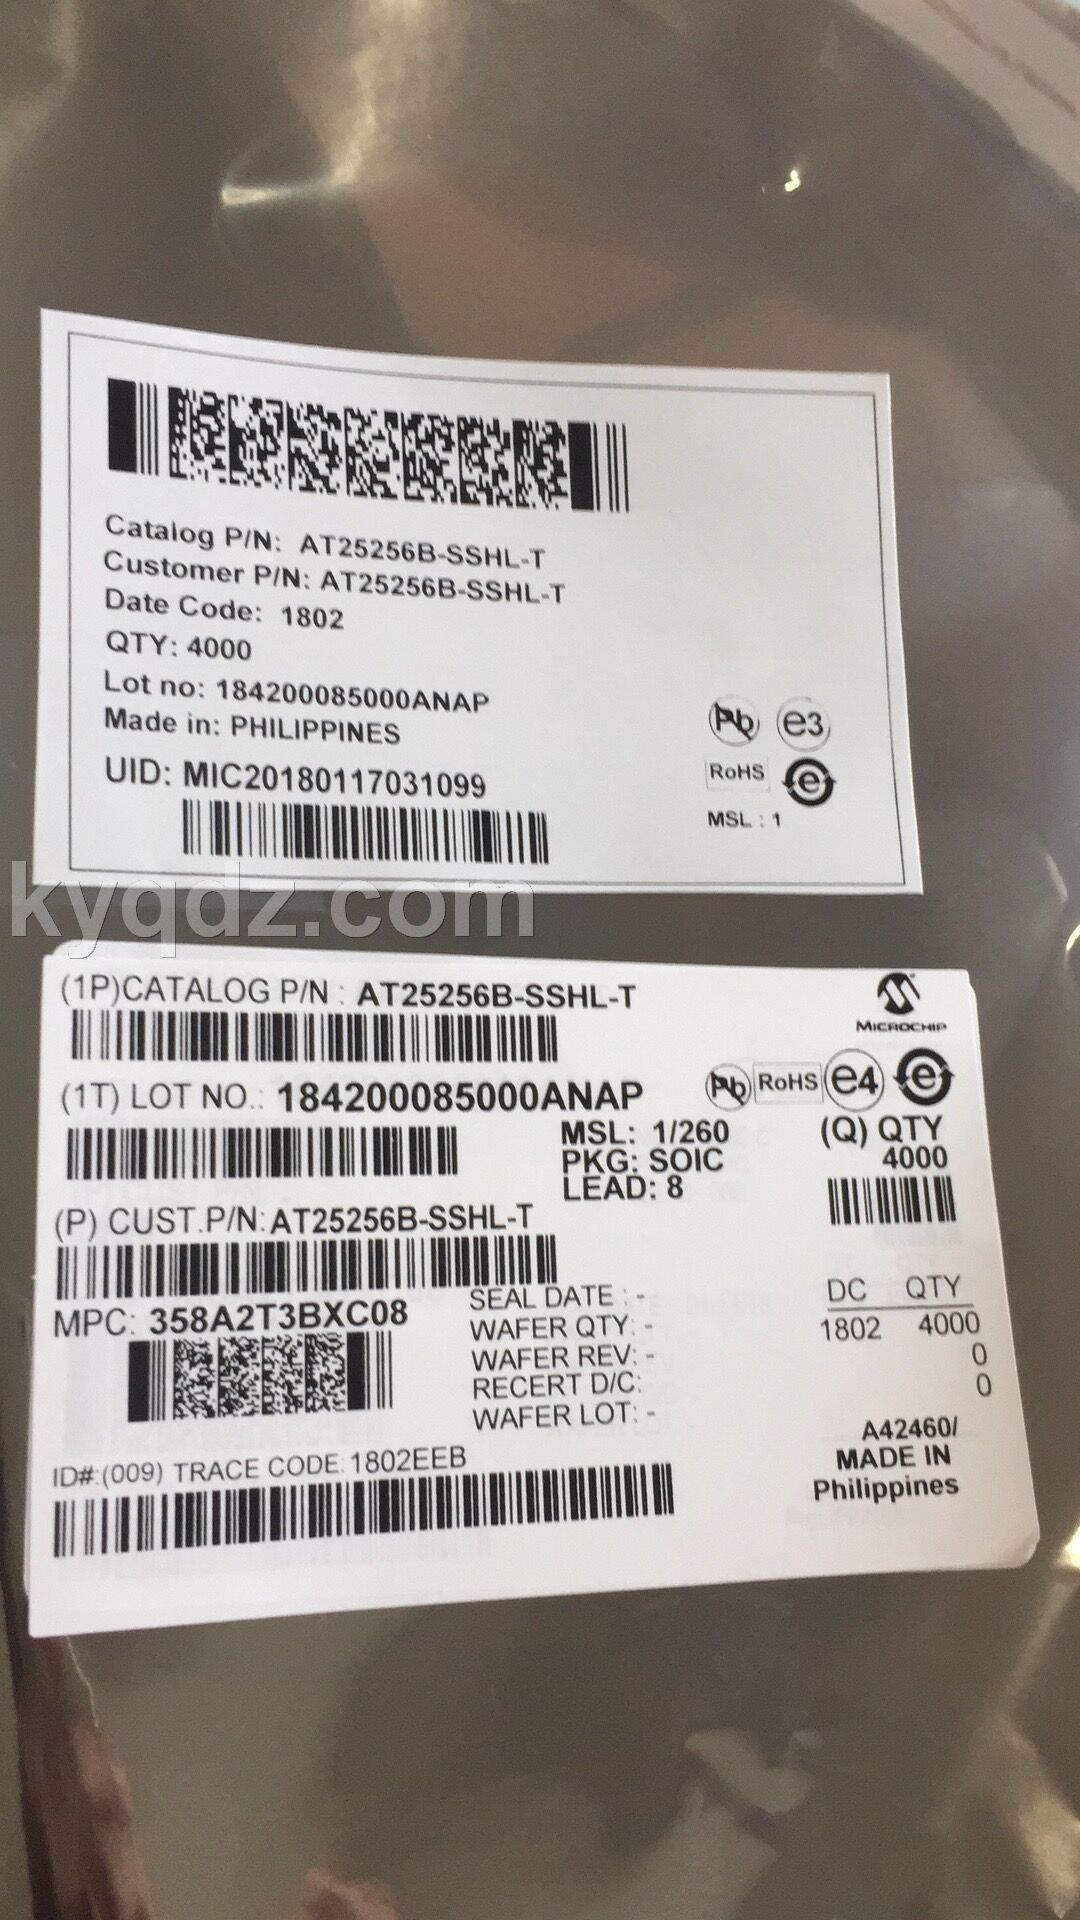 Catalog P/N: AT25256B-SSHL-T
Customer P/N: AT25256B-SSHL-T
Date Code: 1802
QTY: 4000
Lot no: 184200085000ANAP
Made in: PHILIPPINES
UID: MIC20180117031099
Pb e3
RoHS e
MSL : 1
kyqdz.com
(1P)CATALOG P/N : AT25256B-SSHL-T
MICROCHIP
(1T) LOT NO.: 184200085000ANAP
Pb RoHS e4 e
MSL: 1/260
PKG: SOIC
LEAD: 8
(Q) QTY
4000
(P) CUST.P/N:AT25256B-SSHL-T
MPC: 358A2T3BXC08
SEAL DATE : -
WAFER QTY: -
WAFER REV: -
RECERT D/C:
WAFER LOT: -
DC QTY
1802 4000
0
0
A42460/
MADE IN
Philippines
ID#:(009) TRACE CODE:1802EEB